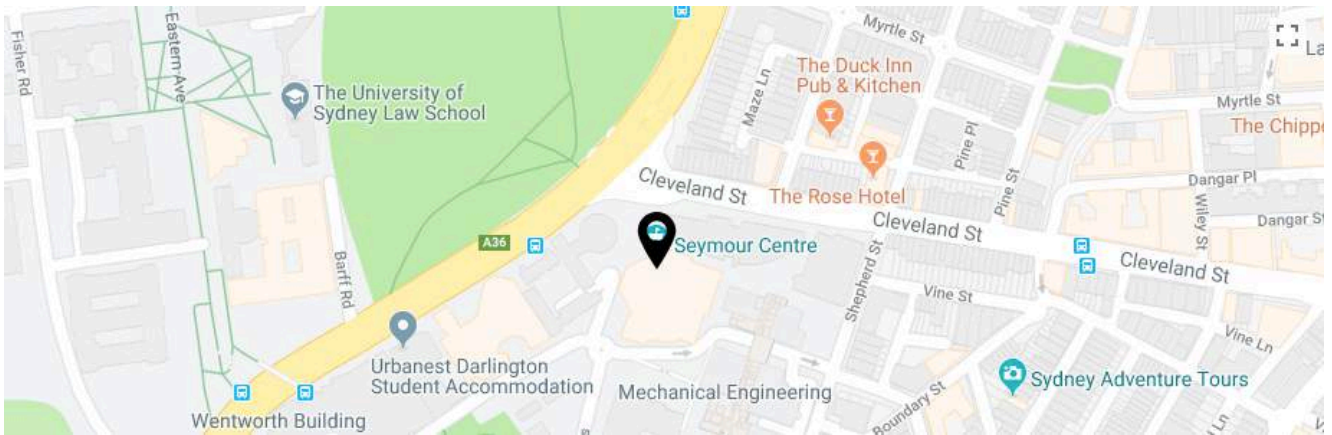 Fisher Rd
Eastern Ave
The University of
Sydney Law School
Barff Rd
A36
Urbanest Darlington
Student Accommodation
Wentworth Building
Cleveland St
Seymour Centre
Mechanical Engineering
Maze Ln
Myrtle St
The Duck Inn
Pub & Kitchen
The Rose Hotel
Pine Pl
Pine St
Cleveland St
Shepherd St
Vine St
Boundary St
Sydney Adventure Tours
Myrtle St
The Chippe
Dangar Pl
Wiley St
Dangar St
Cleveland St
Vine Ln
La
Ln